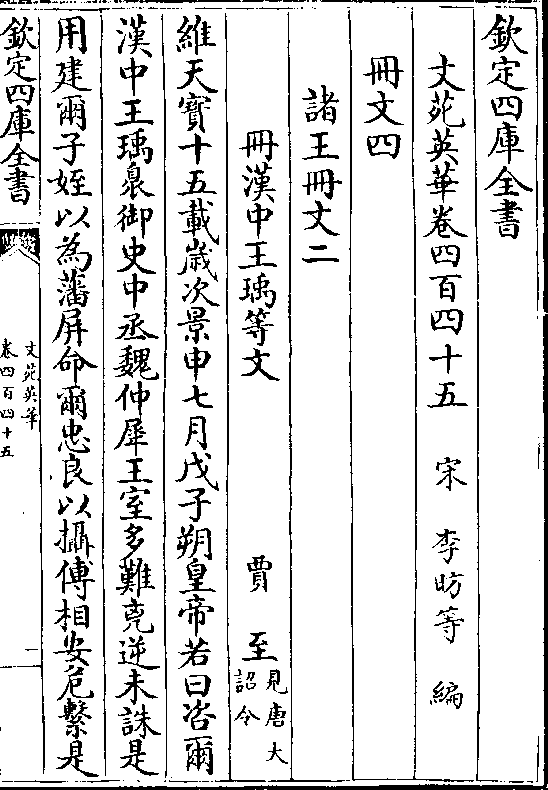 欽定四庫全書
文苑英華卷四百四十五　宋　李昉等　編
冊文四
諸王冊文二
冊漢中王瑀等文　賈　至見唐大詔令
維天寶十五載歲次景申七月戊子朔皇帝若曰咨爾
漢中王瑀泉御史中丞魏仲犀王室多難兇逆未誅是
用建爾子姪以為藩屏命爾忠良以攝傅相安危繫是
欽定四庫全書
文苑英華
卷四百四十五
一